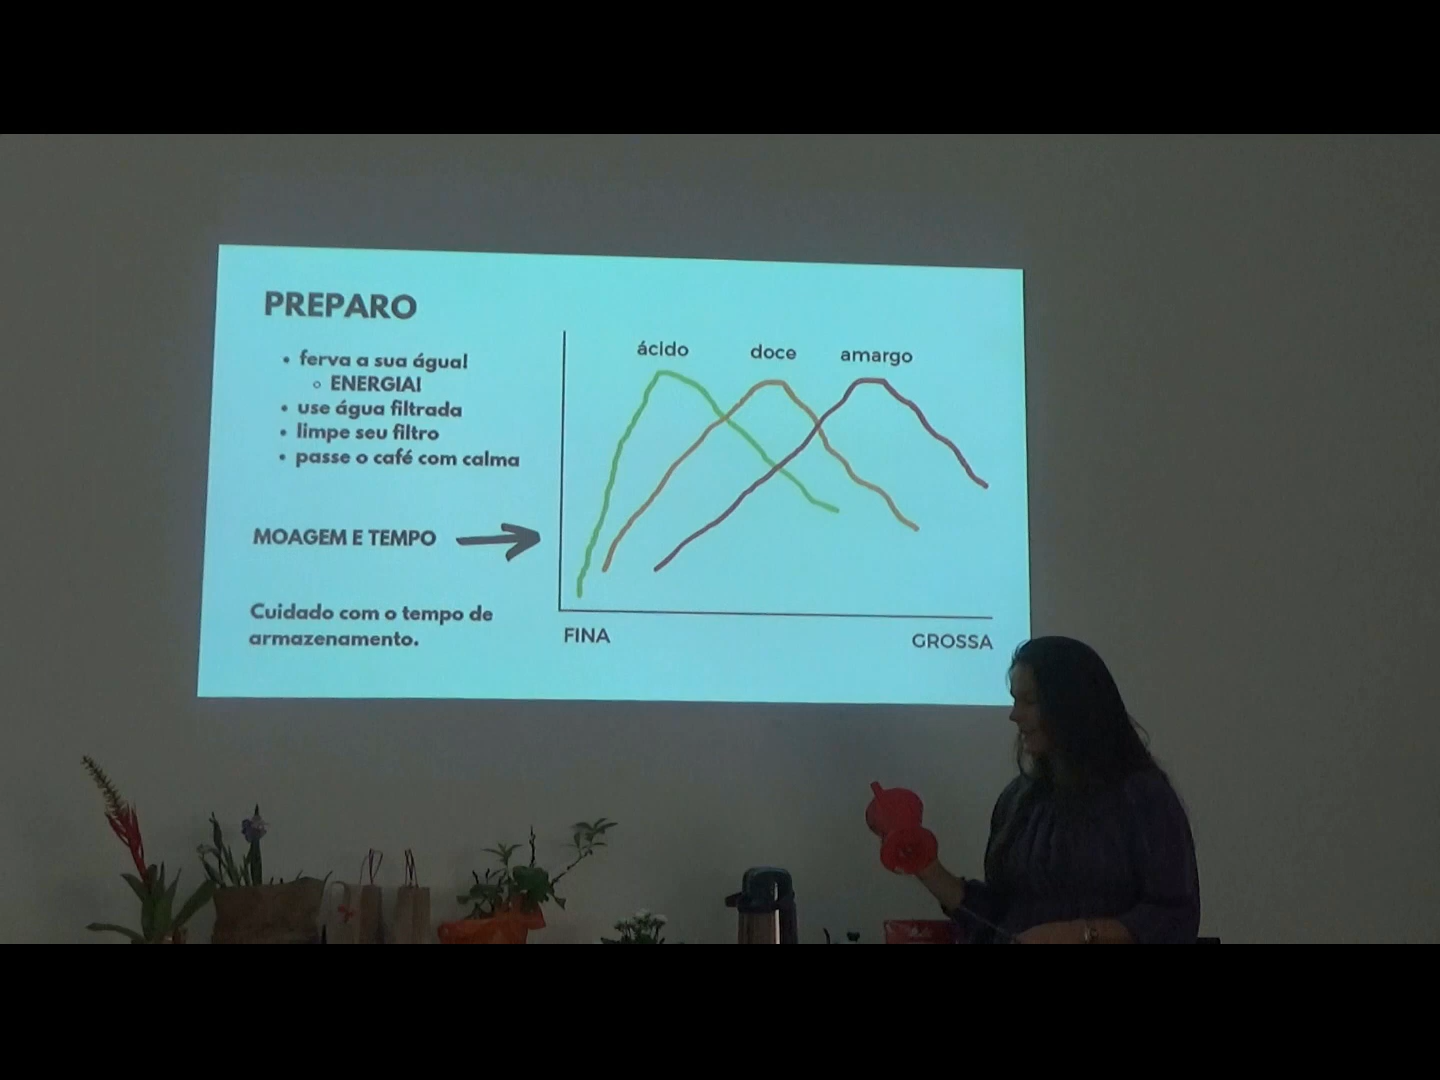 PREPARO
• ferva a sua água!
○ ENERGIA!
• use água filtrada
• limpe seu filtro
• passe o café com calma
MOAGEM E TEMPO
Cuidado com o tempo de
armazenamento.
ácido
doce
amargo
FINA
GROSSA